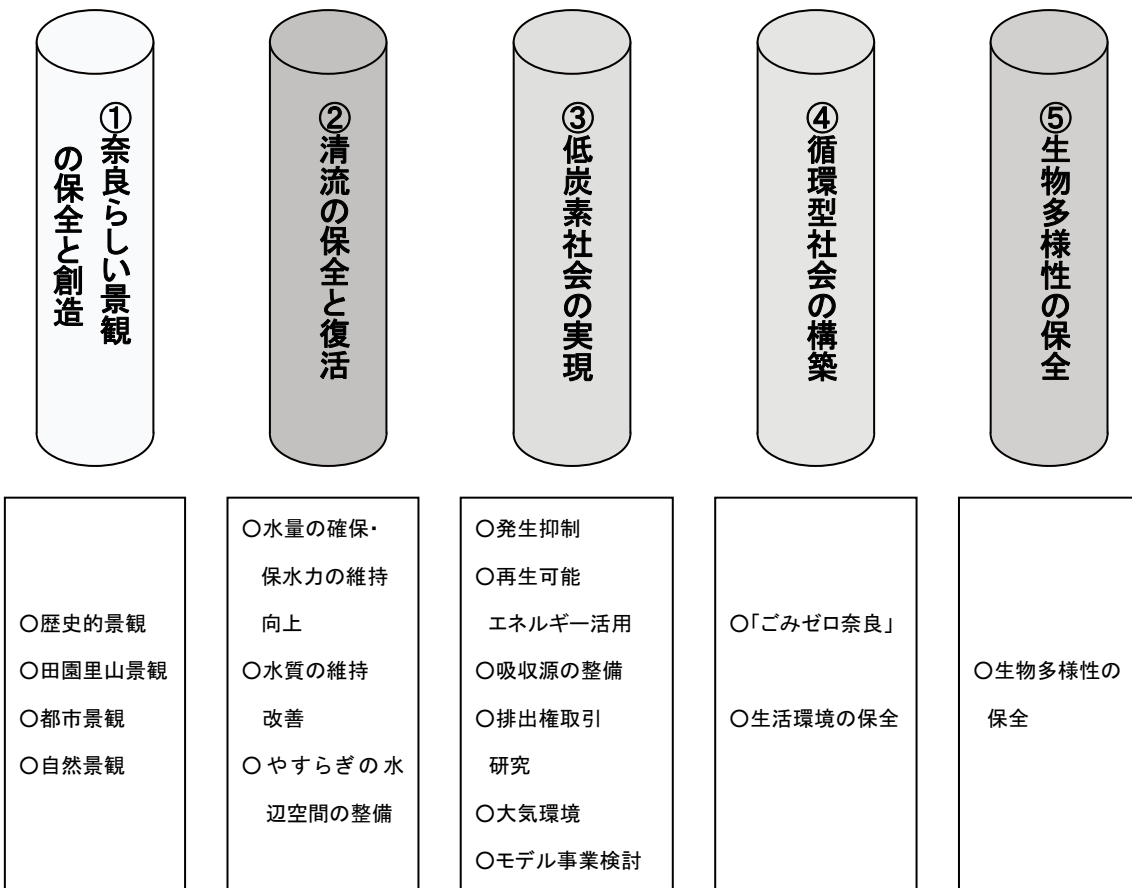 ①奈良らしい景観
の保全と創造
②清流の保全と復活
③低炭素社会の実現
④循環型社会の構築
⑤生物多様性の保全
○歴史的景観
○田園里山景観
○都市景観
○自然景観
○水量の確保・
保水力の維持
向上
○水質の維持
改善
○やすらぎの水
辺空間の整備
○発生抑制
○再生可能
エネルギー活用
○吸収源の整備
○排出権取引
研究
○大気環境
○モデル事業検討
○「ごみゼロ奈良」
○生活環境の保全
○生物多様性の
保全